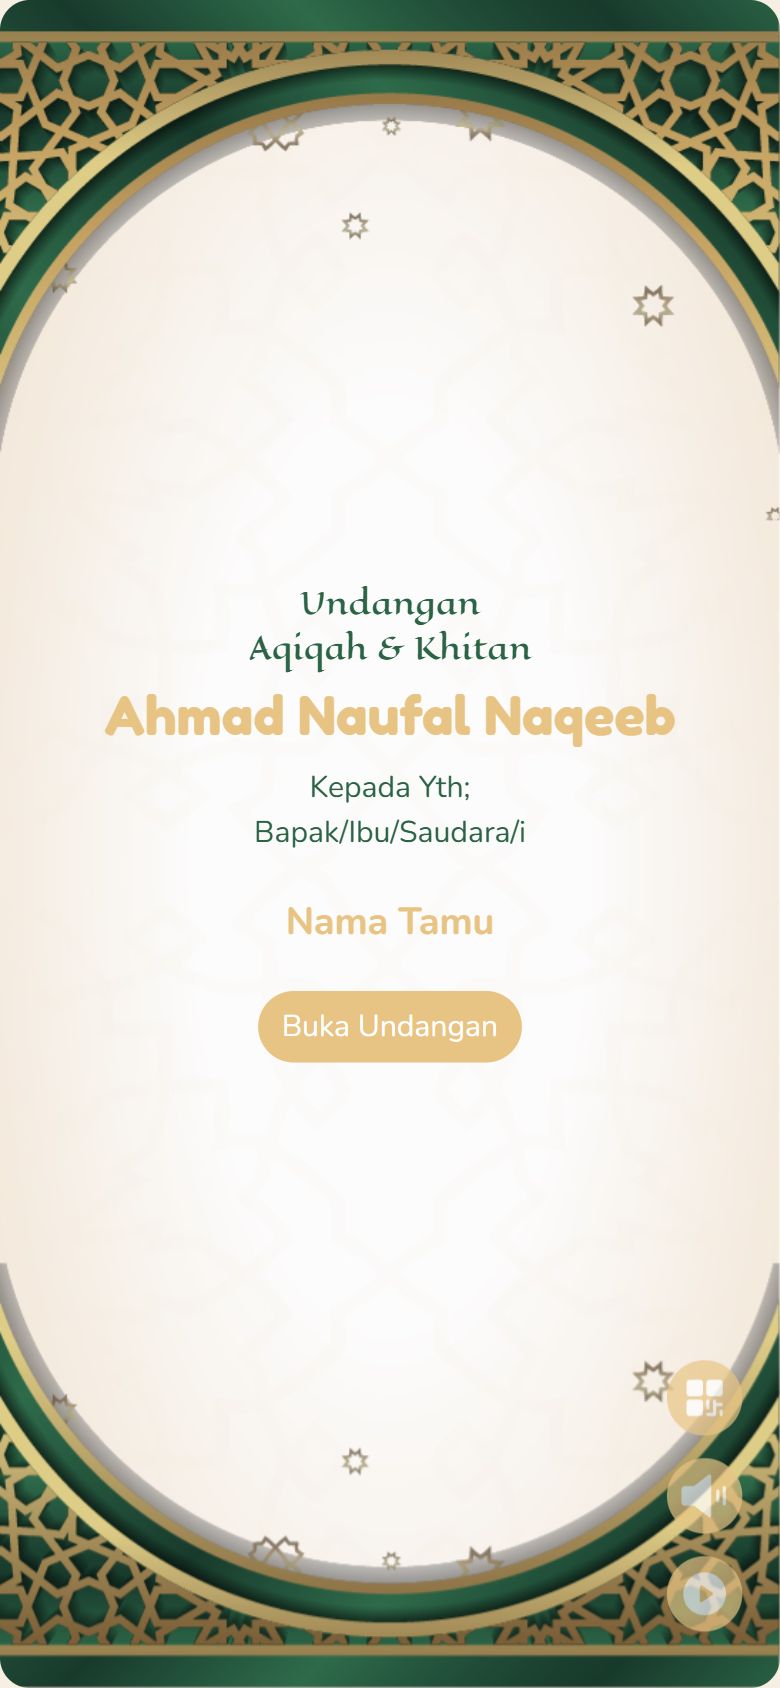 Undangan
Aqiqah & Khitan
Ahmad Naufal Naqeeb
Kepada Yth;
Bapak/Ibu/Saudara/i
Nama Tamu
Buka Undangan